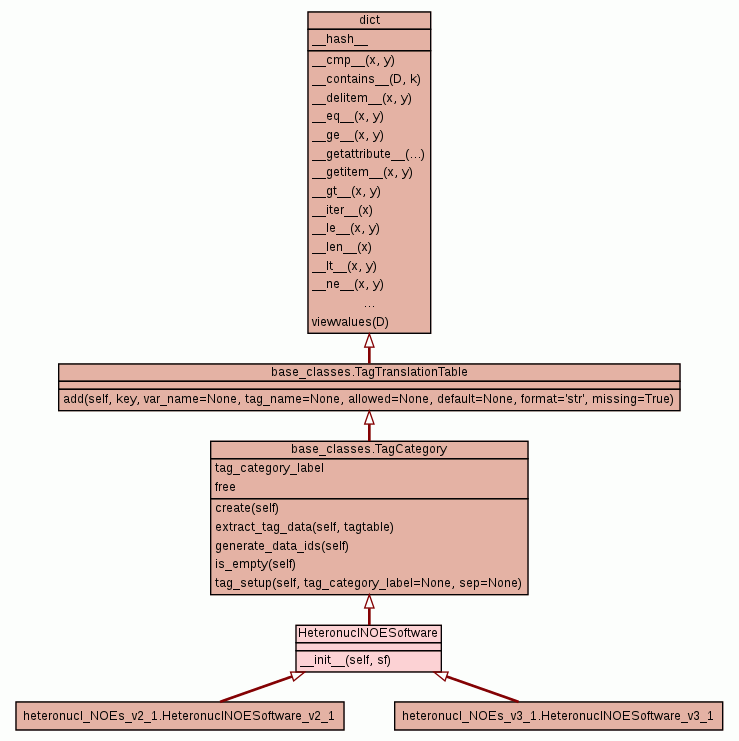 dict
__hash__
__cmp__(x, y)
__contains__(D, k)
__delitem__(x, y)
__eq__(x, y)
__ge__(x, y)
__getattribute__(...)
__getitem__(x, y)
__gt__(x, y)
__iter__(x)
__le__(x, y)
__len__(x)
__lt__(x, y)
__ne__(x, y)
...
viewvalues(D)
base_classes.TagTranslationTable
add(self, key, var_name=None, tag_name=None, allowed=None, default=None, format='str', missing=True)
base_classes.TagCategory
tag_category_label
free
create(self)
extract_tag_data(self, tagtable)
generate_data_ids(self)
is_empty(self)
tag_setup(self, tag_category_label=None, sep=None)
HeteronuclNOESoftware
__init__(self, sf)
heteronucl_NOEs_v2_1.HeteronuclNOESoftware_v2_1
heteronucl_NOEs_v3_1.HeteronuclNOESoftware_v3_1